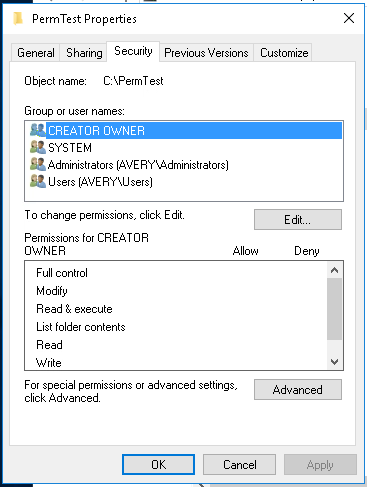 PermTest Properties
General Sharing Security Previous Versions Customize
Object name: C:\PermTest
Group or user names:
CREATOR OWNER
SYSTEM
Administrators (AVERY\Administrators)
Users (AVERY\Users)
To change permissions, click Edit. Edit...
Permissions for CREATOR
OWNER Allow Deny
Full control
Modify
Read & execute
List folder contents
Read
Write
For special permissions or advanced settings,
click Advanced. Advanced
OK Cancel Apply